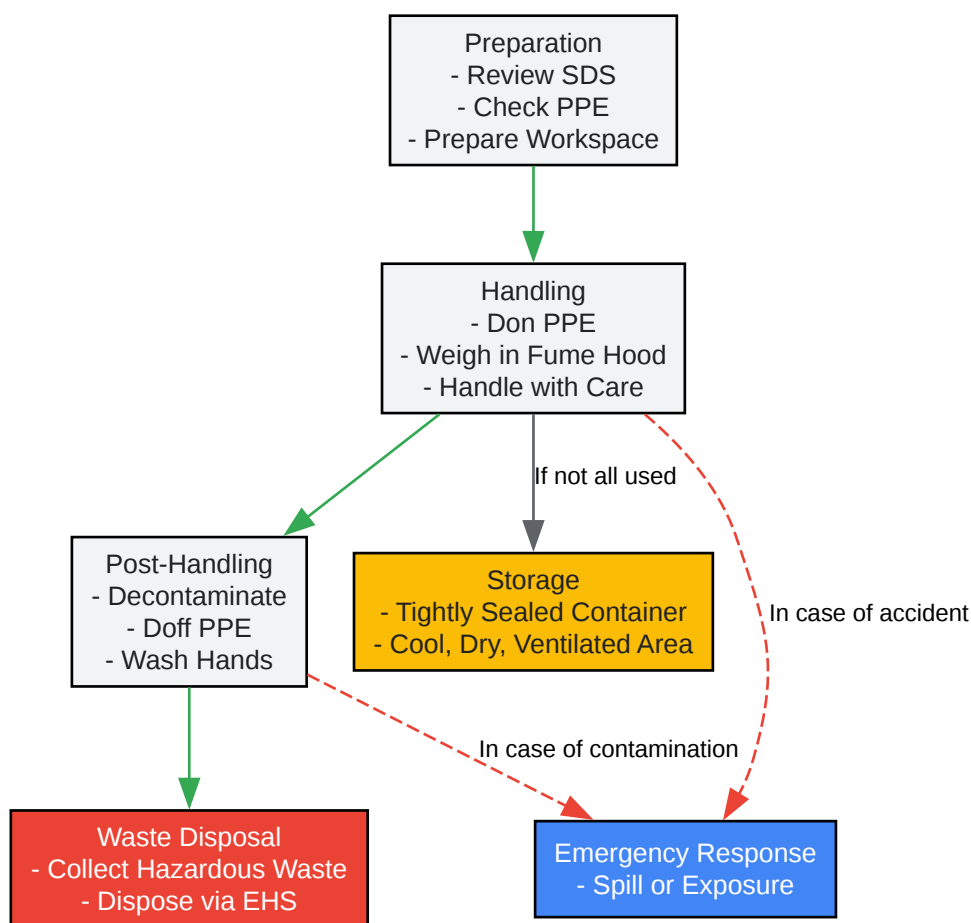 Preparation
- Review SDS
- Check PPE
- Prepare Workspace
Handling
- Don PPE
- Weigh in Fume Hood
- Handle with Care
If not all used
Post-Handling
- Decontaminate
- Doff PPE
- Wash Hands
Storage
- Tightly Sealed Container
- Cool, Dry, Ventilated Area
In case of accident
In case of contamination
Waste Disposal
- Collect Hazardous Waste
- Dispose via EHS
Emergency Response
- Spill or Exposure